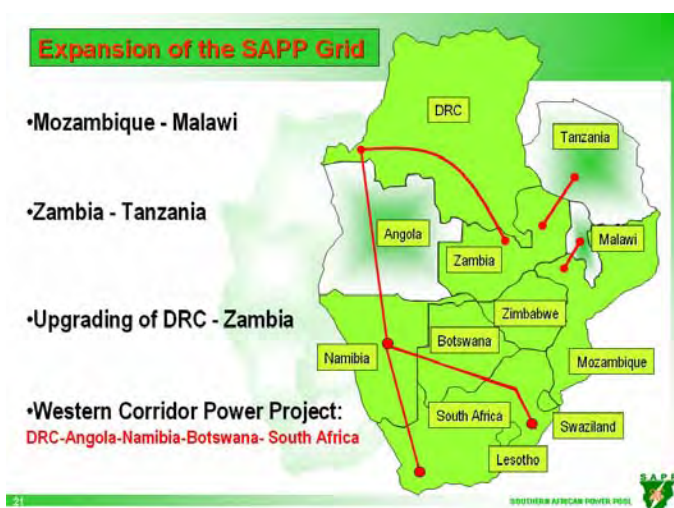 Expansion of the SAPP Grid
•Mozambique - Malawi
•Zambia - Tanzania
•Upgrading of DRC - Zambia
•Western Corridor Power Project:
DRC-Angola-Namibia-Botswana- South Africa
DRC
Tanzania
Angola
Malawi
Zambia
Zimbabwe
Botswana
Namibia
Mozambique
South Africa
Swaziland
Lesotho
21
SOUTHERN AFRICAN POWER POOL
S A P P